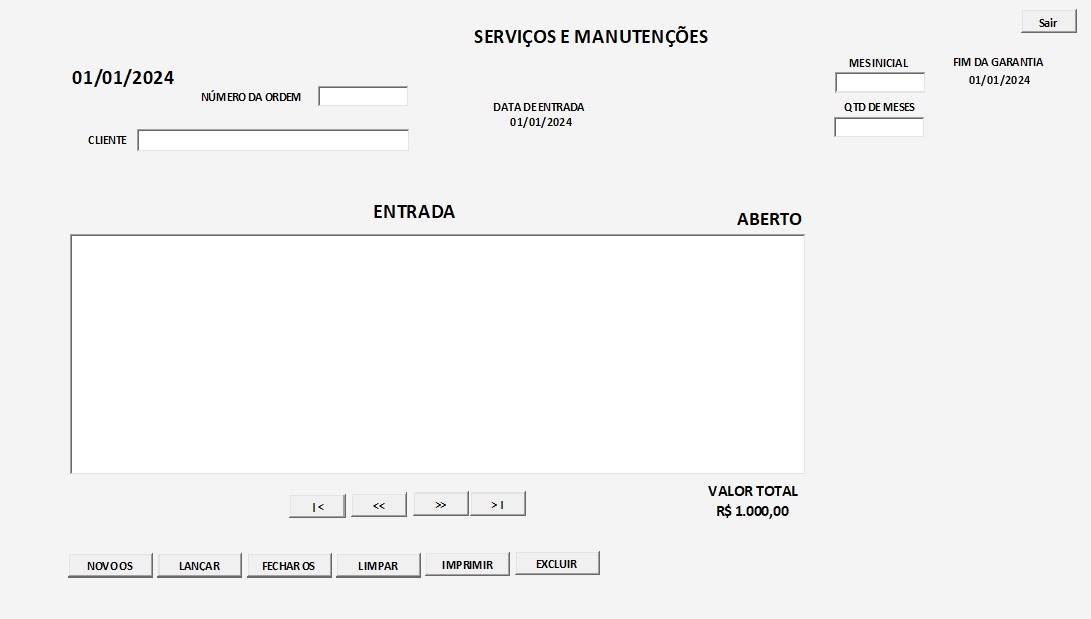 Sair
SERVIÇOS E MANUTENÇÕES
01/01/2024
NÚMERO DA ORDEM
CLIENTE
DATA DE ENTRADA
01/01/2024
MES INICIAL
QTD DE MESES
FIM DA GARANTIA
01/01/2024
ENTRADA
ABERTO
|<
<<
>>
>|
VALOR TOTAL
R$ 1.000,00
NOVO OS
LANÇAR
FECHAR OS
LIMPAR
IMPRIMIR
EXCLUIR